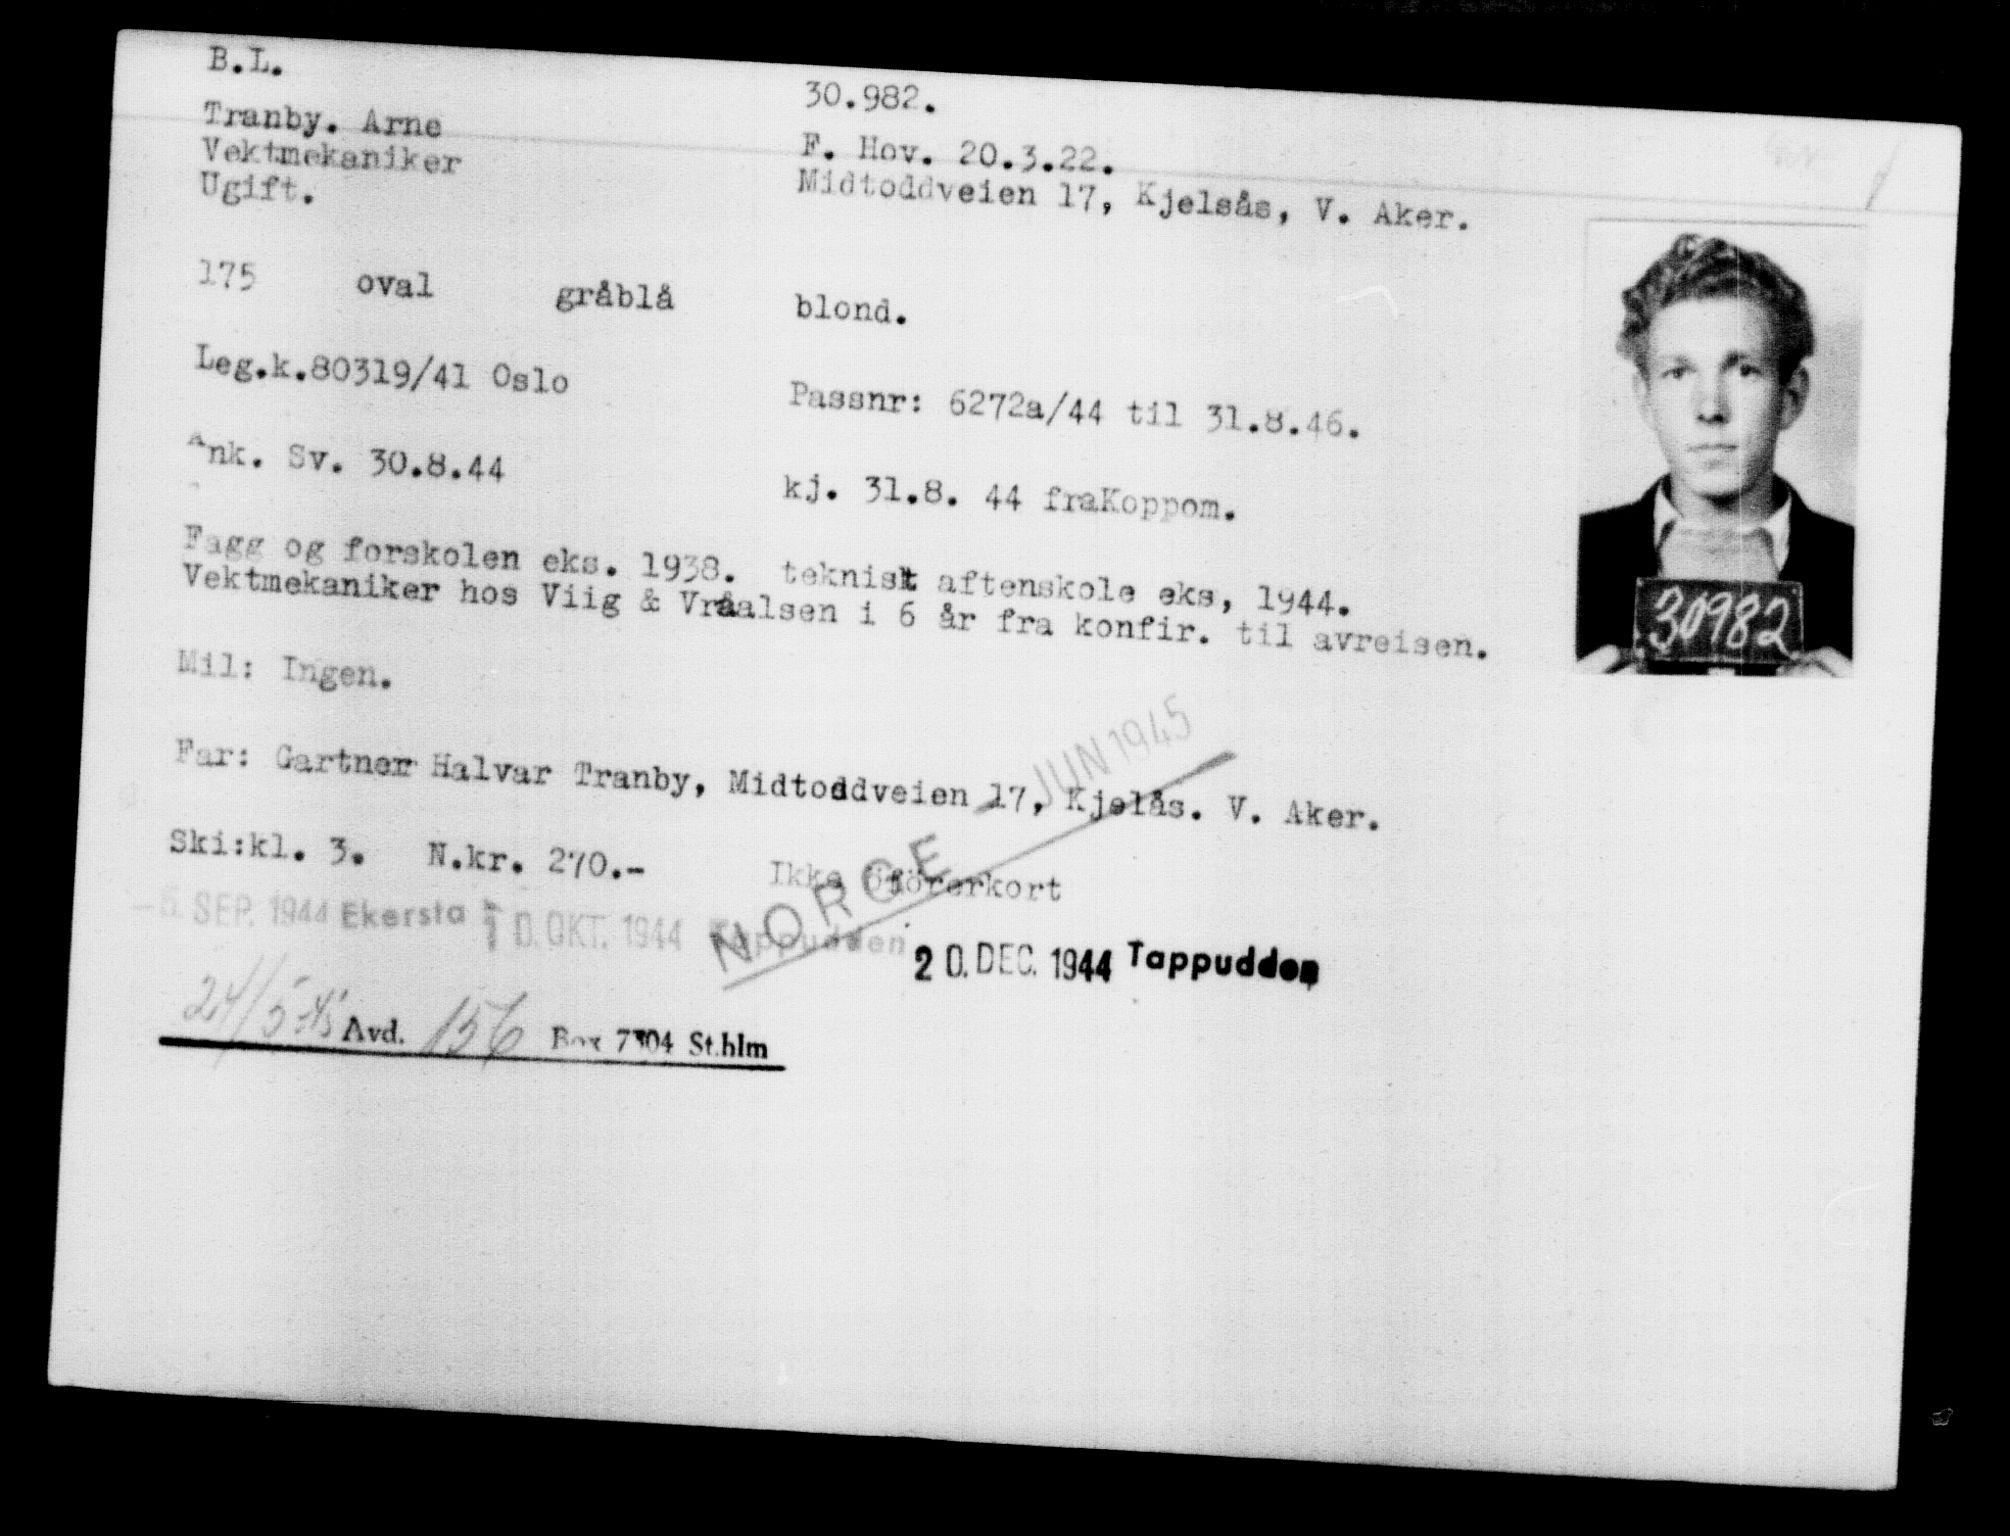 B.L.
30.982.
Tranby. Arne
F. Hov. 20.3.22.
Vektmekaniker
Midtoddveien 17, Kjelsås, V. Aker.
Ugift.
175 oval gråblå blond.
Leg.k.80319/41 Oslo
Passnr: 6272a/44 til 31.8.46.
Ank. Sv. 30.8.44
kj. 31.8. 44 fraKoppom.
Fagg og forskolen eks. 1938. teknisk aftenskole eks, 1944.
Vektmekaniker hos Viig & Vråalsen i 6 år fra konfir. til avreisen.
Mil: Ingen.
Far: Gartner Halvar Tranby, Midtoddveien 17, Kjelås. V. Aker.
Ski:kl. 3. N.kr. 270.-
Ikke förerkort
- JUN 1945
NORGE
-5. SEP. 1944 Ekersta 10. OKT. 1944 Tappudden
20. DEC. 1944 Tappudden
24/5 45 Avd. 156 Box 7304 St.hlm
30982